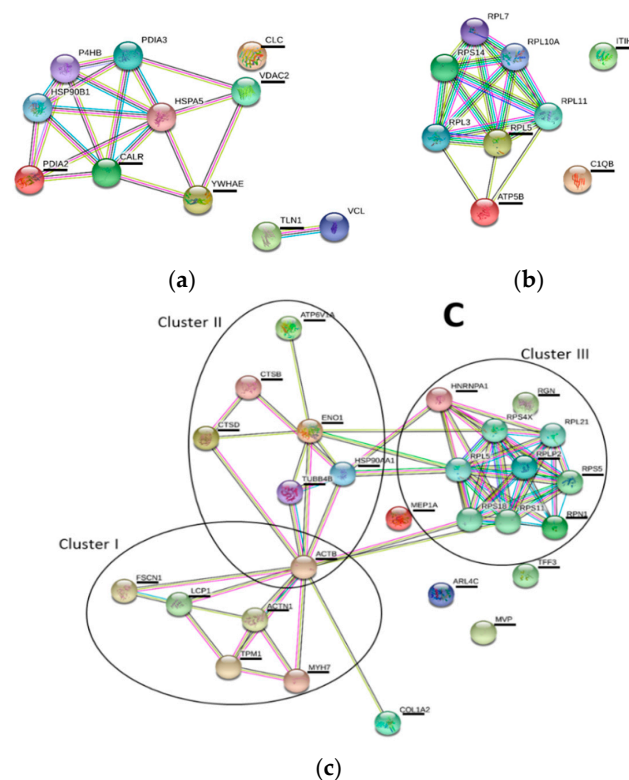 PDIA3
P4HB
CLC
VDAC2
HSP90B1
HSPA5
PDIA2
CALR
YWHAE
TLN1
VCL
(a)
RPL7
RPL10A
RPS14
ITIH
RPL11
RPL3
RPL5
C1QB
ATP5B
(b)
C
Cluster II
ATP6V1A
Cluster III
CTSB
HNRNPA1
RGN
RPS4X
CTSD
ENO1
RPL21
HSP90AA1
RPL5
RPLP2
RPS5
TUBB4B
MEP1A
RPS18
RPS11
RPN1
Cluster I
ACTB
TFF3
FSCN1
LCP1
ARL4C
ACTN1
MVP
TPM1
MYH7
COL1A2
(c)